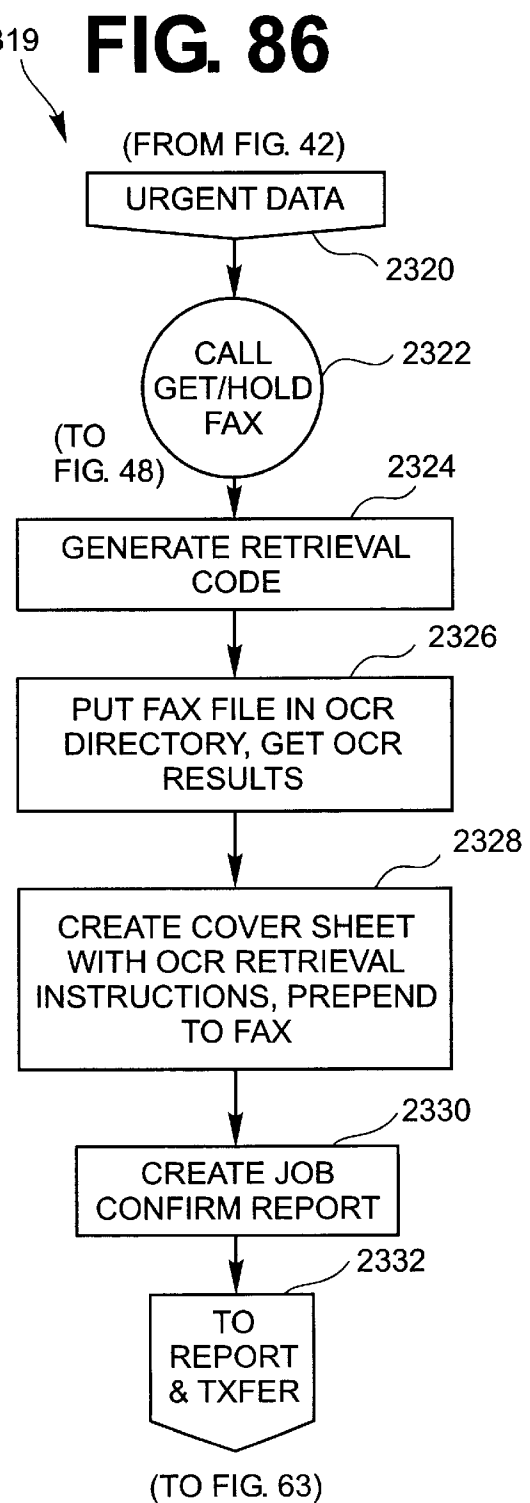 319
FIG. 86
(FROM FIG. 42)
URGENT DATA
2320
CALL
GET/HOLD
FAX
2322
(TO
FIG. 48)
2324
GENERATE RETRIEVAL
CODE
2326
PUT FAX FILE IN OCR
DIRECTORY, GET OCR
RESULTS
2328
CREATE COVER SHEET
WITH OCR RETRIEVAL
INSTRUCTIONS, PREPEND
TO FAX
2330
CREATE JOB
CONFIRM REPORT
2332
TO
REPORT
& TXFER
(TO FIG. 63)